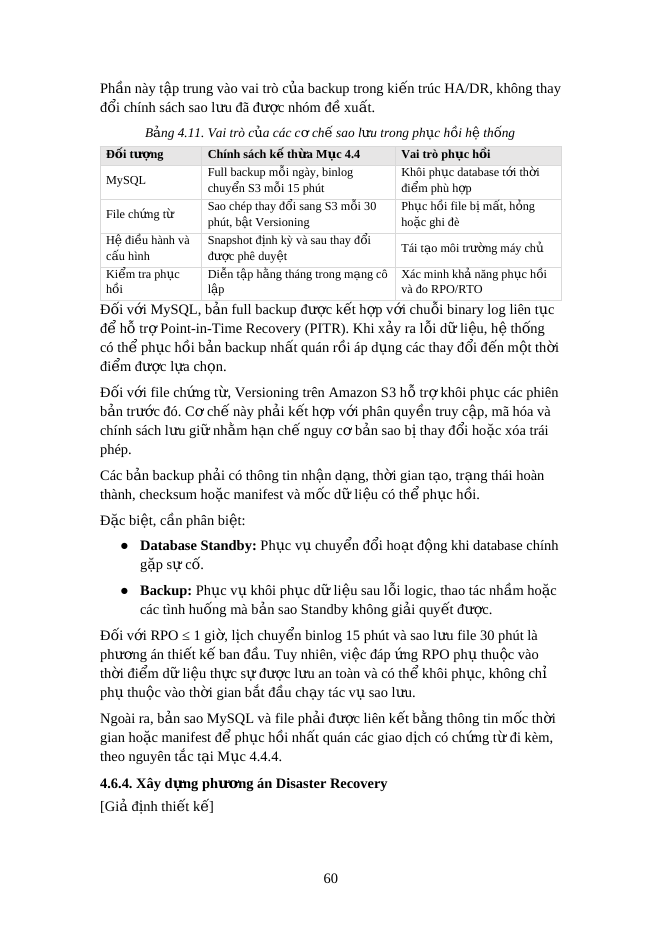 Phần này tập trung vào vai trò của backup trong kiến trúc HA/DR, không thay
đổi chính sách sao lưu đã được nhóm đề xuất.
Bảng 4.11. Vai trò của các cơ chế sao lưu trong phục hồi hệ thống
Đối tượng
Chính sách kế thừa Mục 4.4
Vai trò phục hồi
MySQL
Full backup mỗi ngày, binlog
chuyển S3 mỗi 15 phút
Khôi phục database tới thời
điểm phù hợp
File chứng từ
Sao chép thay đổi sang S3 mỗi 30
phút, bật Versioning
Phục hồi file bị mất, hỏng
hoặc ghi đè
Hệ điều hành và
cấu hình
Snapshot định kỳ và sau thay đổi
được phê duyệt
Tái tạo môi trường máy chủ
Kiểm tra phục
hồi
Diễn tập hằng tháng trong mạng cô
lập
Xác minh khả năng phục hồi
và đo RPO/RTO
Đối với MySQL, bản full backup được kết hợp với chuỗi binary log liên tục
để hỗ trợ Point-in-Time Recovery (PITR). Khi xảy ra lỗi dữ liệu, hệ thống
có thể phục hồi bản backup nhất quán rồi áp dụng các thay đổi đến một thời
điểm được lựa chọn.
Đối với file chứng từ, Versioning trên Amazon S3 hỗ trợ khôi phục các phiên
bản trước đó. Cơ chế này phải kết hợp với phân quyền truy cập, mã hóa và
chính sách lưu giữ nhằm hạn chế nguy cơ bản sao bị thay đổi hoặc xóa trái
phép.
Các bản backup phải có thông tin nhận dạng, thời gian tạo, trạng thái hoàn
thành, checksum hoặc manifest và mốc dữ liệu có thể phục hồi.
Đặc biệt, cần phân biệt:
● Database Standby: Phục vụ chuyển đổi hoạt động khi database chính
gặp sự cố.
● Backup: Phục vụ khôi phục dữ liệu sau lỗi logic, thao tác nhầm hoặc
các tình huống mà bản sao Standby không giải quyết được.
Đối với RPO ≤ 1 giờ, lịch chuyển binlog 15 phút và sao lưu file 30 phút là
phương án thiết kế ban đầu. Tuy nhiên, việc đáp ứng RPO phụ thuộc vào
thời điểm dữ liệu thực sự được lưu an toàn và có thể khôi phục, không chỉ
phụ thuộc vào thời gian bắt đầu chạy tác vụ sao lưu.
Ngoài ra, bản sao MySQL và file phải được liên kết bằng thông tin mốc thời
gian hoặc manifest để phục hồi nhất quán các giao dịch có chứng từ đi kèm,
theo nguyên tắc tại Mục 4.4.4.
4.6.4. Xây dựng phương án Disaster Recovery
[Giả định thiết kế]
60